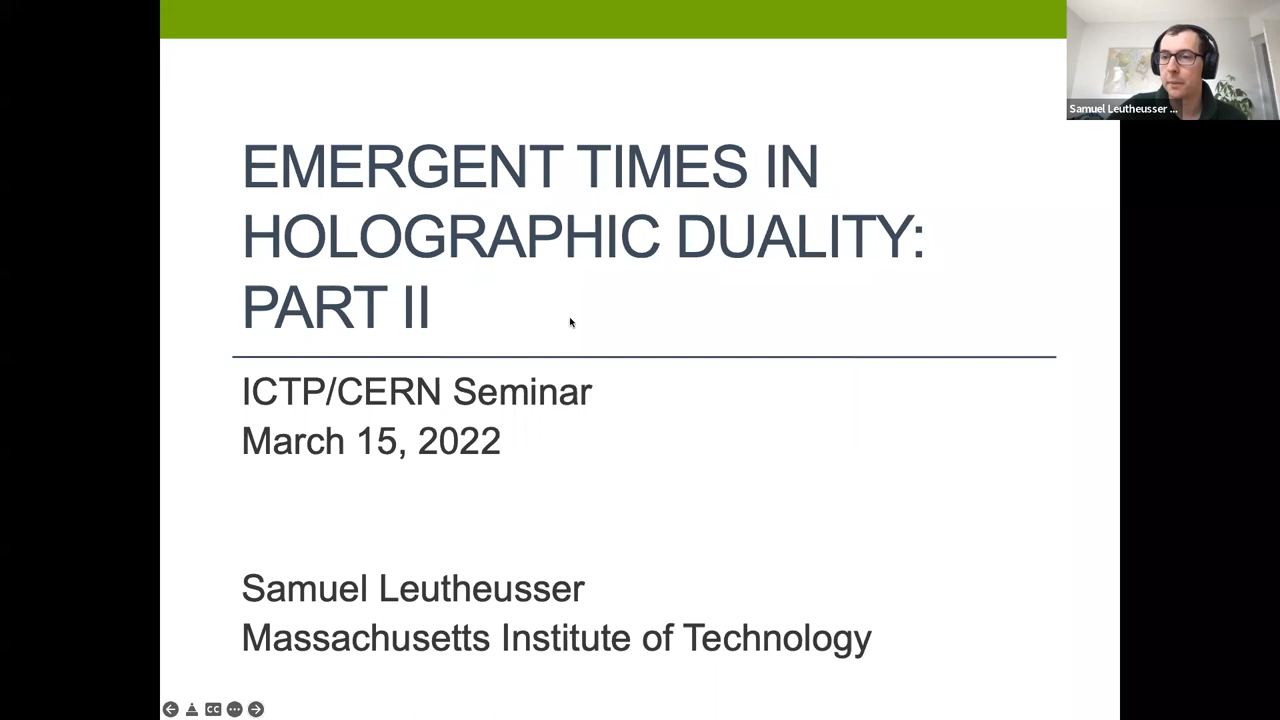 Samuel Leutheusser ...
EMERGENT TIMES IN
HOLOGRAPHIC DUALITY:
PART II
ICTP/CERN Seminar
March 15, 2022
Samuel Leutheusser
Massachusetts Institute of Technology
CC